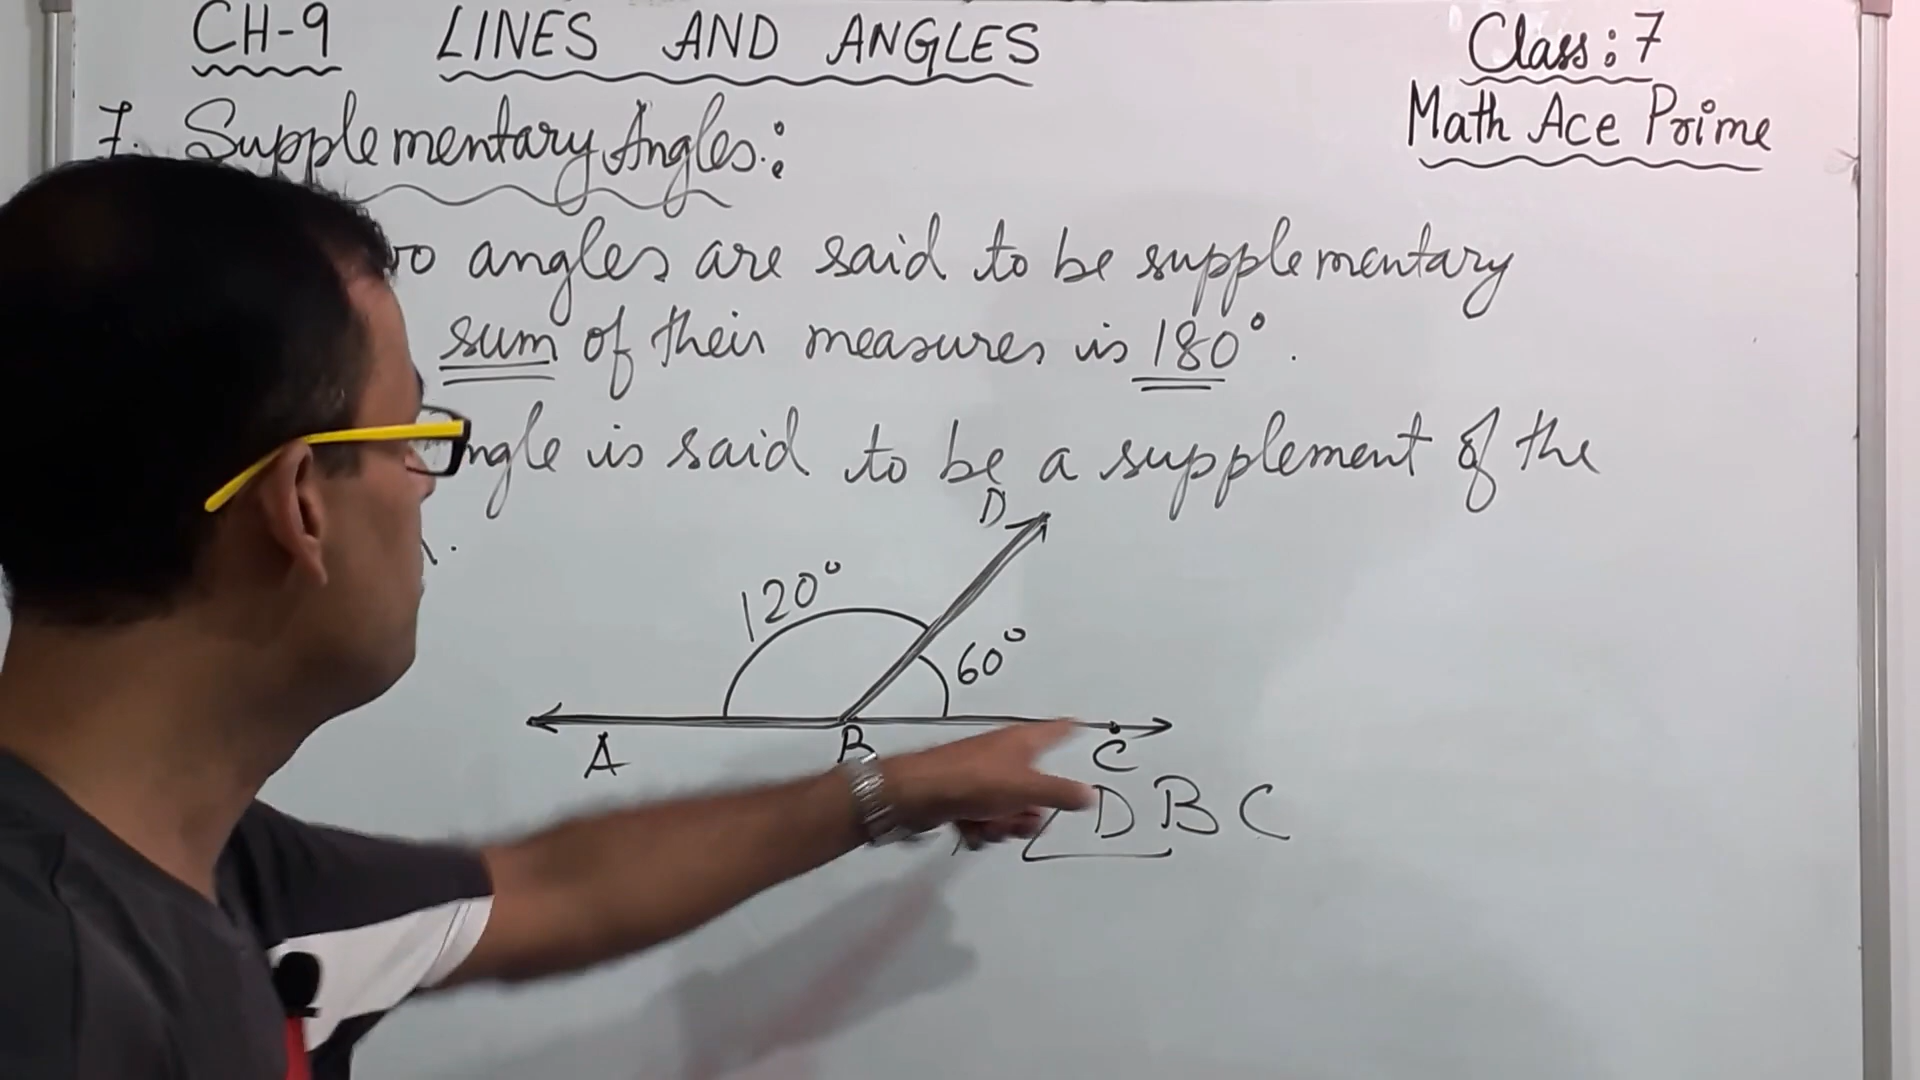 CH-9 LINES AND ANGLES
Class: 7
Math Ace Prime
7. Supplementary Angles:
angles are said to be supplementary
sum of their measures is 180°.
is said to be a supplement of the
D
120°
60°
A B C
DBC